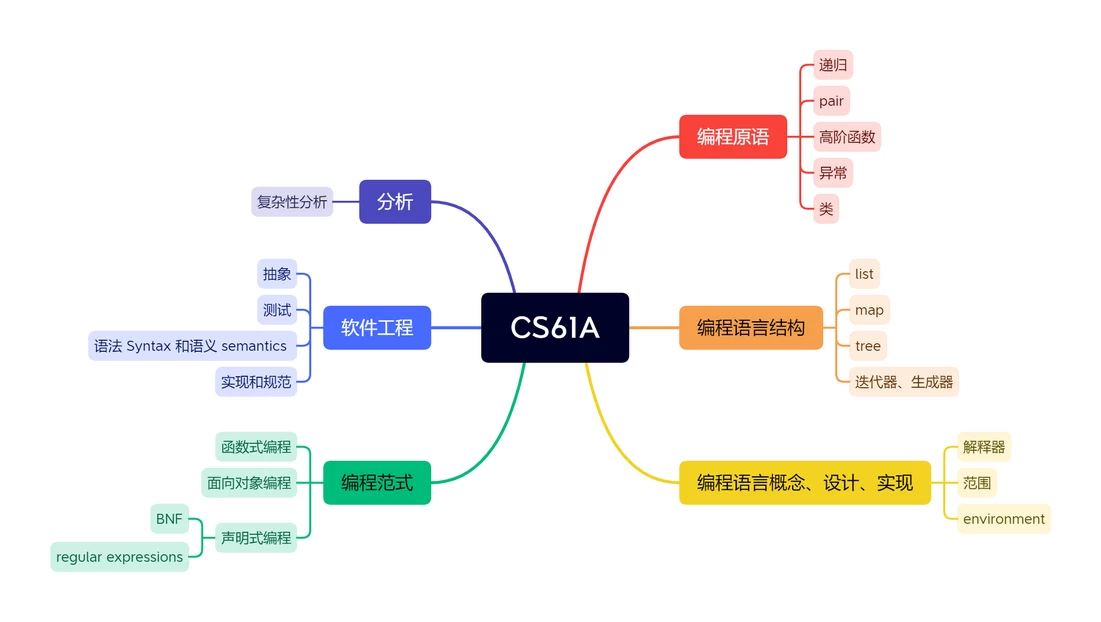 CS61A
编程原语
递归
pair
高阶函数
异常
类
编程语言结构
list
map
tree
迭代器、生成器
编程语言概念、设计、实现
解释器
范围
environment
分析
复杂性分析
软件工程
抽象
测试
语法 Syntax 和语义 semantics
实现和规范
编程范式
函数式编程
面向对象编程
声明式编程
BNF
regular expressions